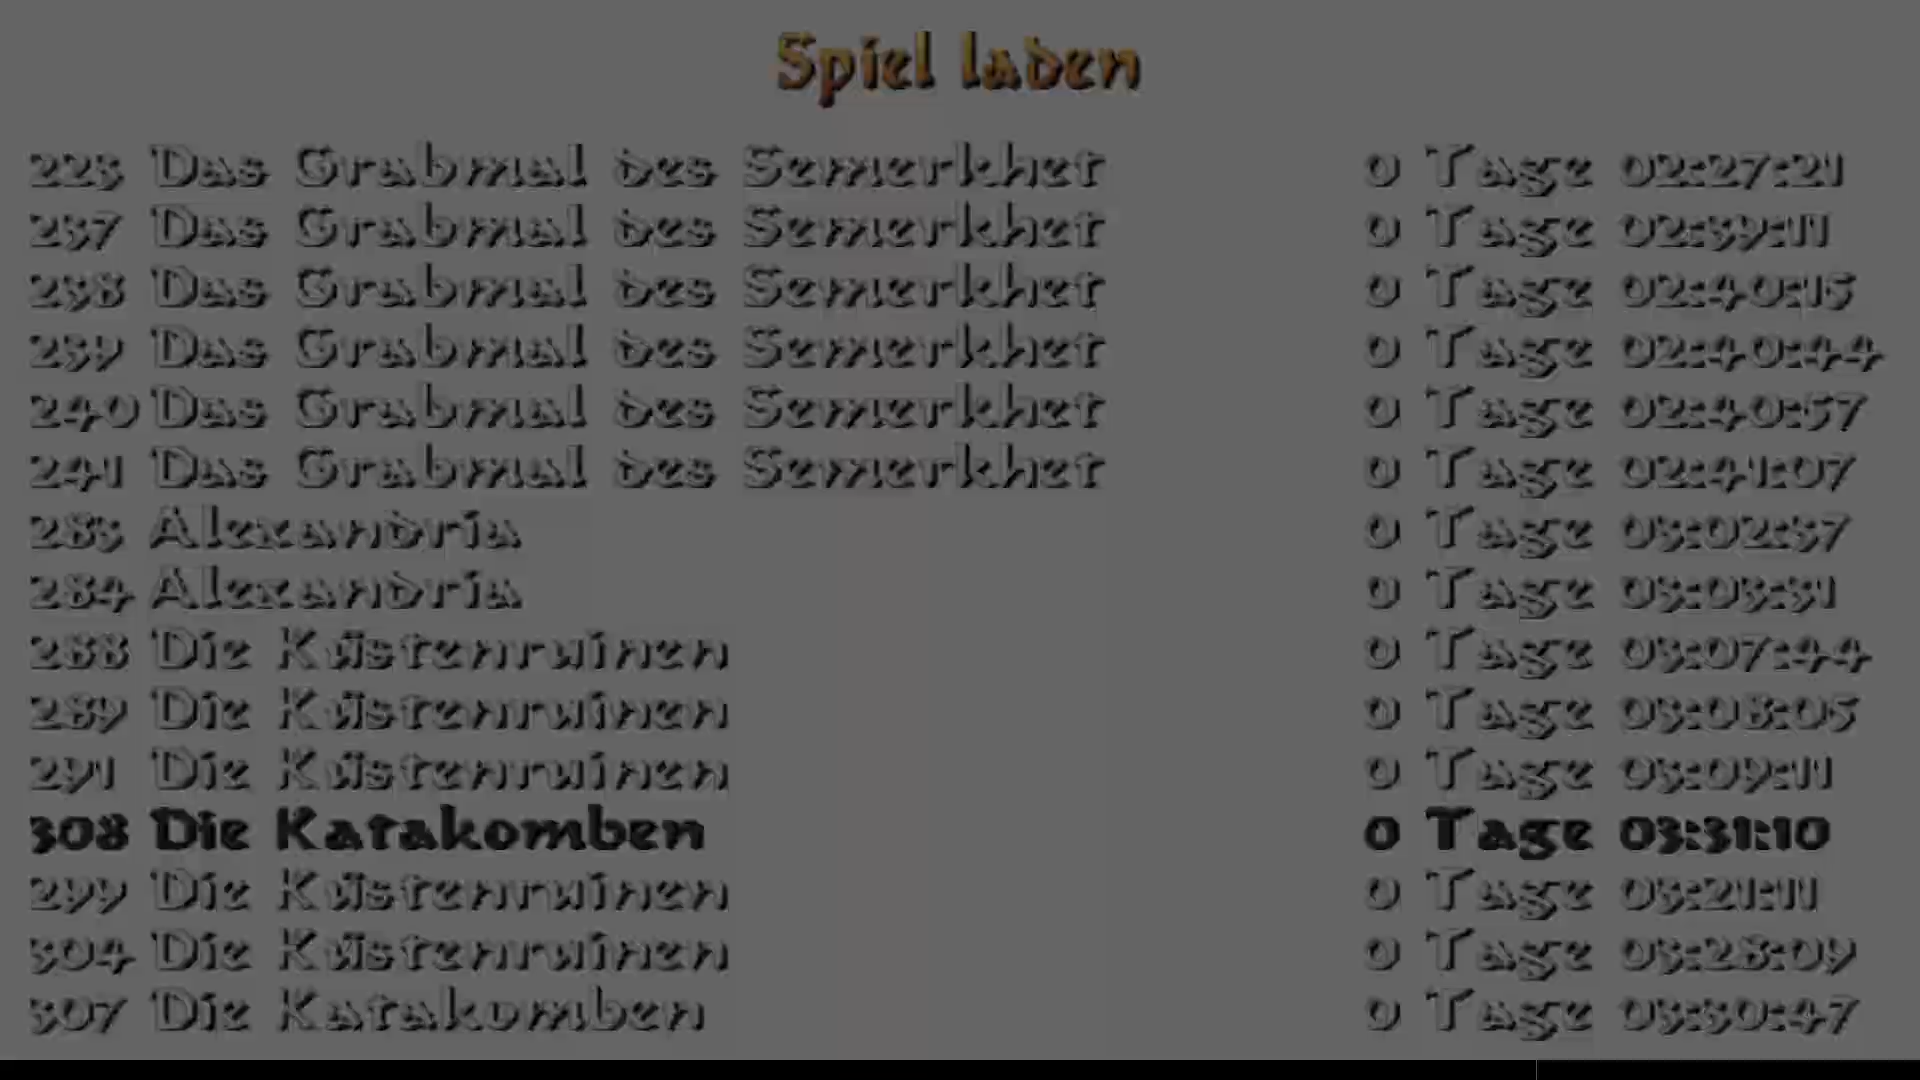 Spiel laden
223 Das Grabmal des Semerkhet 0 Tage 02:27:21
237 Das Grabmal des Semerkhet 0 Tage 02:39:11
238 Das Grabmal des Semerkhet 0 Tage 02:40:15
239 Das Grabmal des Semerkhet 0 Tage 02:40:44
240 Das Grabmal des Semerkhet 0 Tage 02:40:57
241 Das Grabmal des Semerkhet 0 Tage 02:41:07
283 Alexandria 0 Tage 03:02:37
284 Alexandria 0 Tage 03:03:31
288 Die Küstenruinen 0 Tage 03:07:44
289 Die Küstenruinen 0 Tage 03:08:05
291 Die Küstenruinen 0 Tage 03:09:11
308 Die Katakomben 0 Tage 03:31:10
299 Die Küstenruinen 0 Tage 03:21:11
304 Die Küstenruinen 0 Tage 03:28:09
307 Die Katakomben 0 Tage 03:30:47